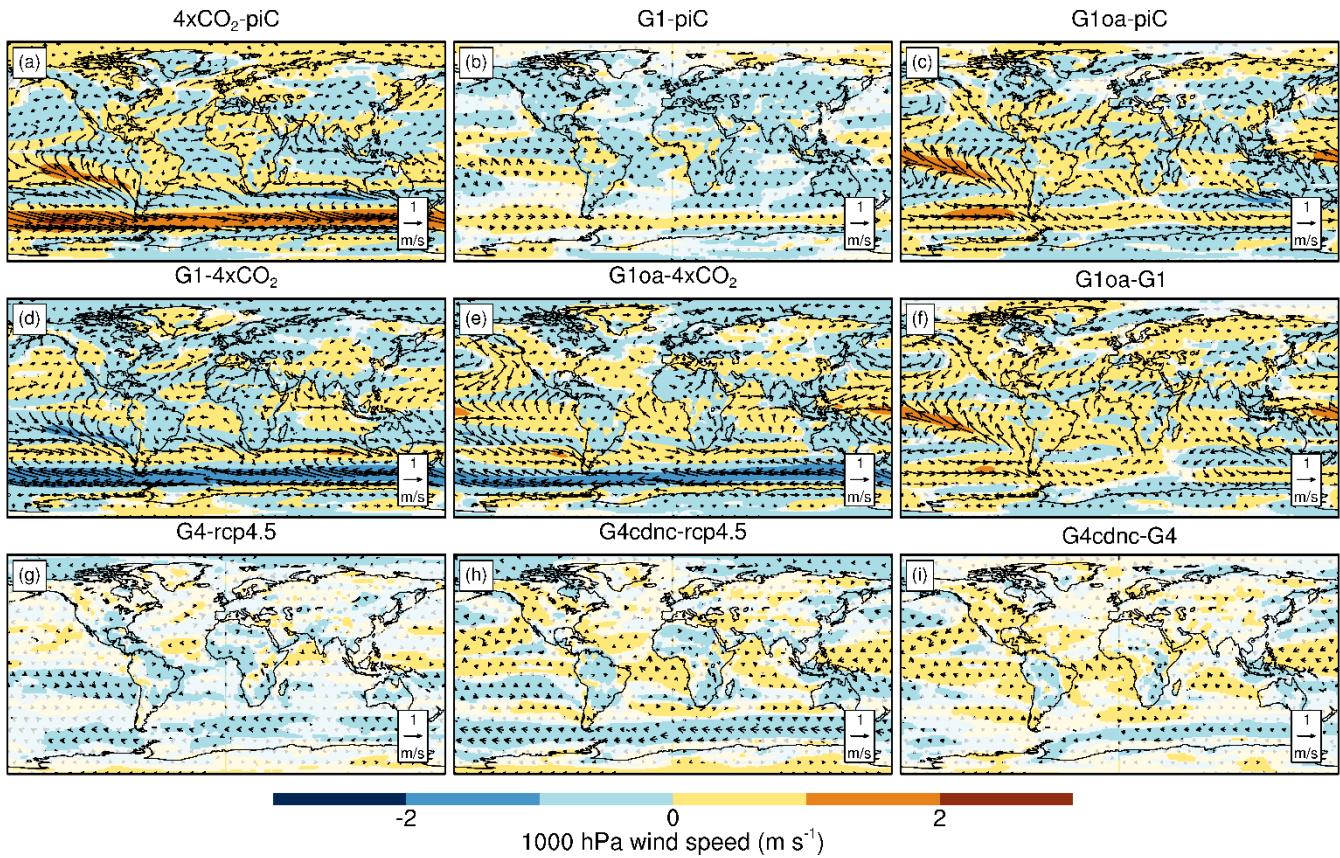 4xCO₂-piC G1-piC G1oa-piC
(a) (b) (c)
1 1 1
m/s m/s m/s
G1-4xCO₂ G1oa-4xCO₂ G1oa-G1
(d) (e) (f)
1 1 1
m/s m/s m/s
G4-rcp4.5 G4cdnc-rcp4.5 G4cdnc-G4
(g) (h) (i)
1 1 1
m/s m/s m/s
-2 0 2
1000 hPa wind speed (m s⁻¹)